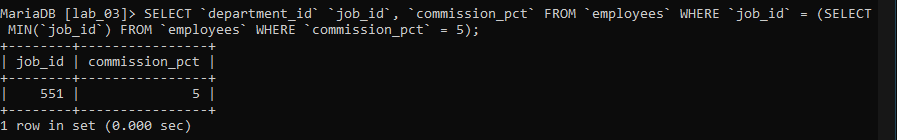 MariaDB [lab_03]> SELECT `department_id` `job_id`, `commission_pct` FROM `employees` WHERE `job_id` = (SELECT
 MIN(`job_id`) FROM `employees` WHERE `commission_pct` = 5);
+--------+----------------+
| job_id | commission_pct |
+--------+----------------+
|    551 |              5 |
+--------+----------------+
1 row in set (0.000 sec)